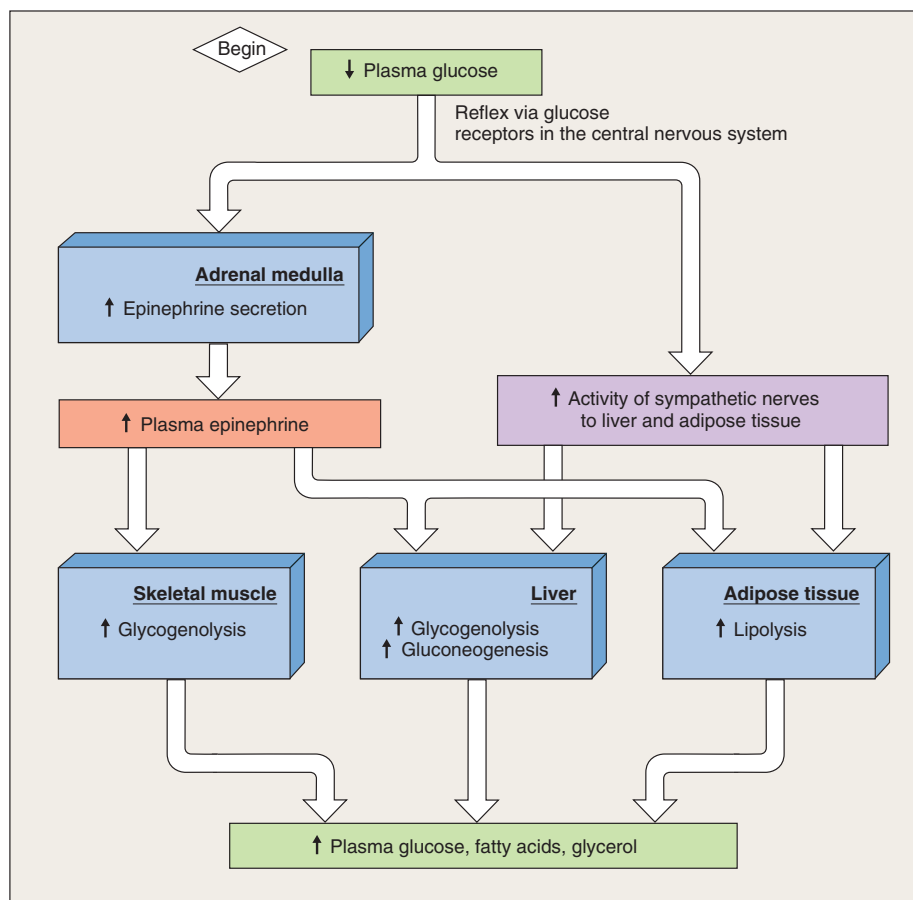 Begin
↓ Plasma glucose
Reflex via glucose
receptors in the central nervous system
Adrenal medulla
↑ Epinephrine secretion
↑ Plasma epinephrine
↑ Activity of sympathetic nerves
to liver and adipose tissue
Skeletal muscle
↑ Glycogenolysis
Liver
↑ Glycogenolysis
↑ Gluconeogenesis
Adipose tissue
↑ Lipolysis
↑ Plasma glucose, fatty acids, glycerol